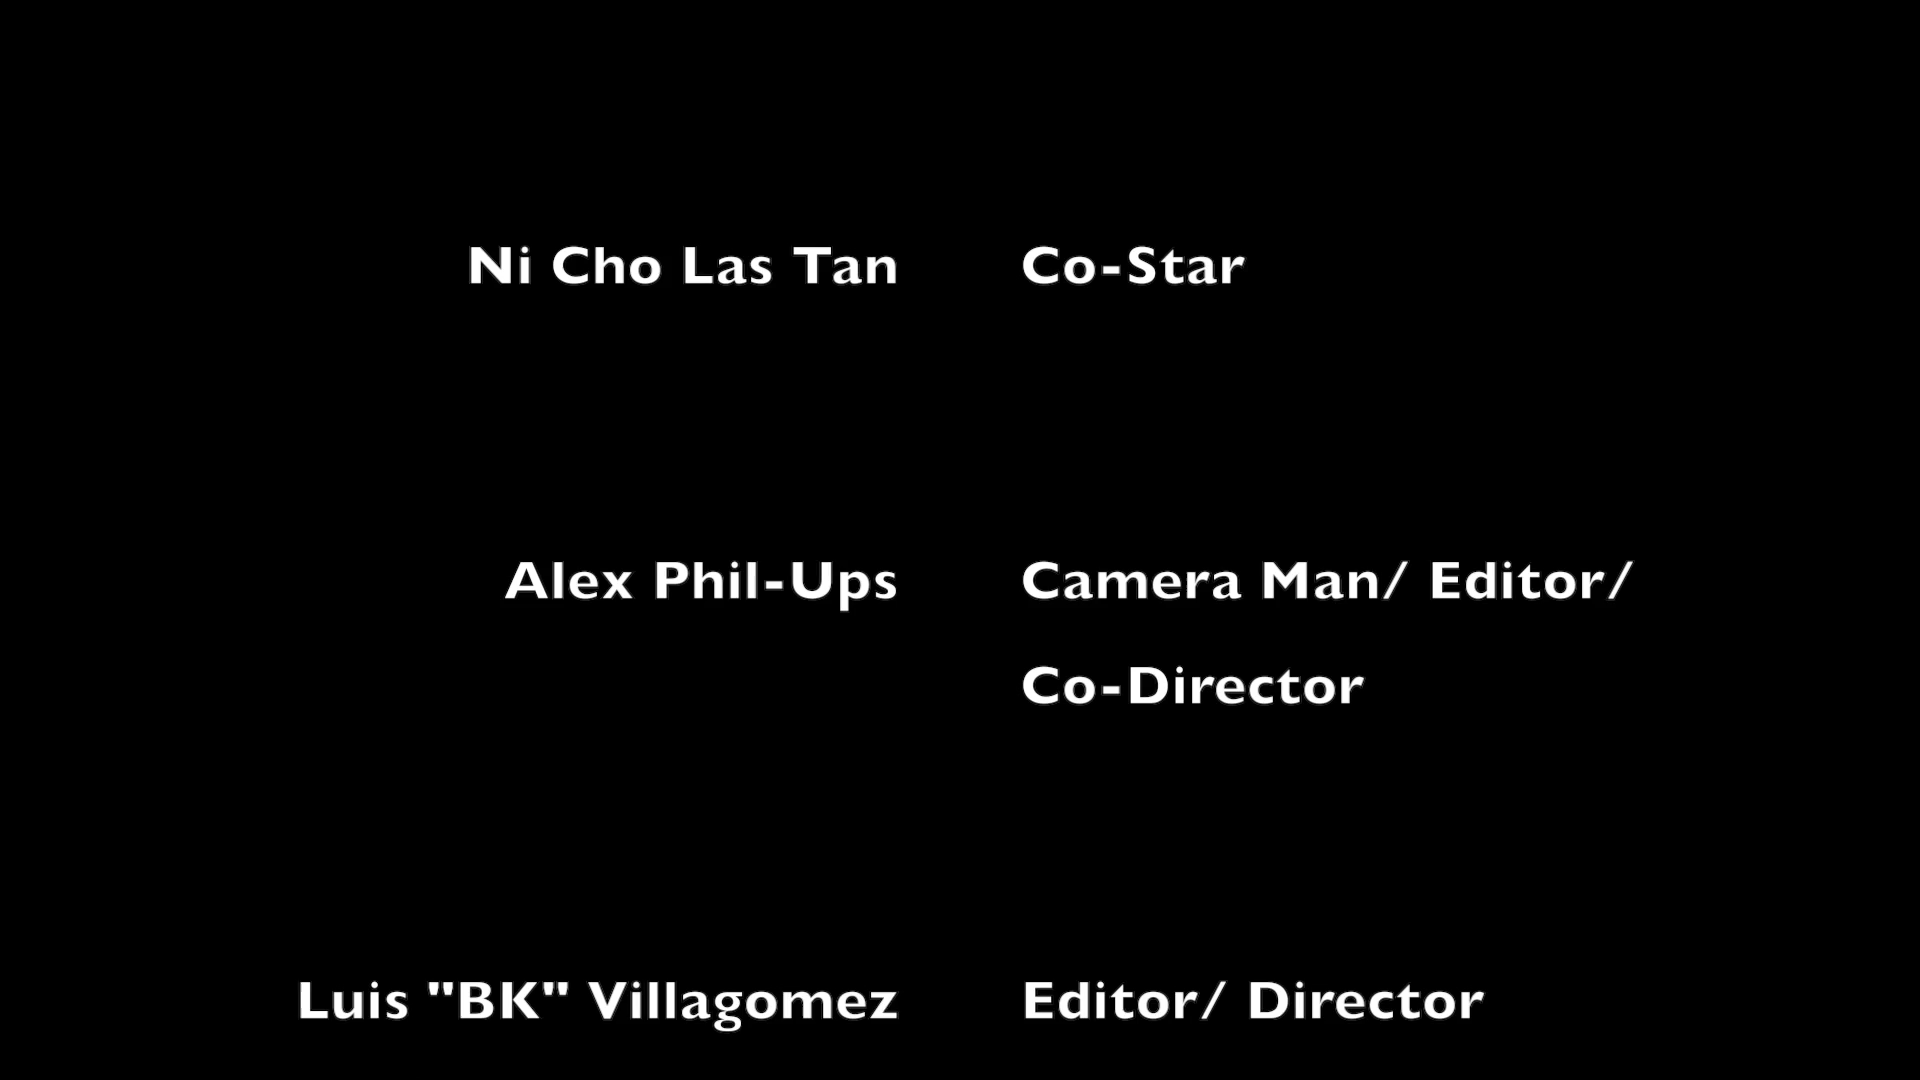 Ni Cho Las Tan Co-Star
Alex Phil-Ups Camera Man/ Editor/
Co-Director
Luis "BK" Villagomez Editor/ Director